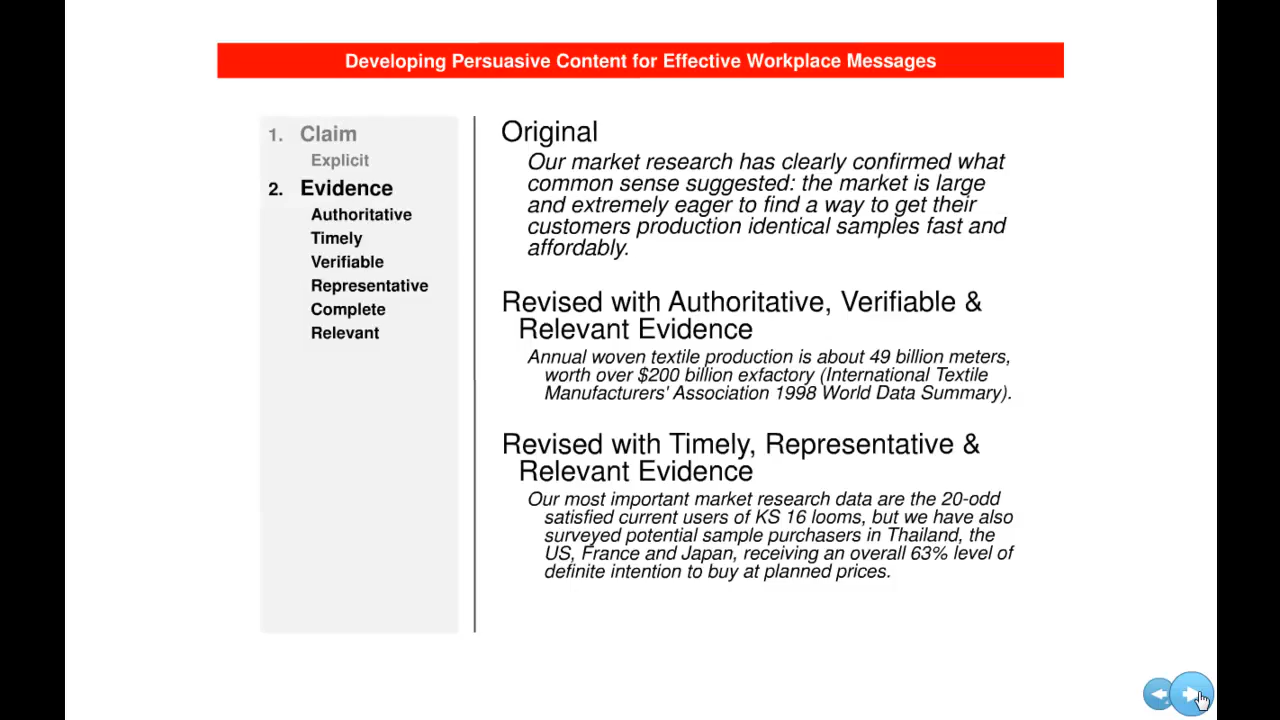 Developing Persuasive Content for Effective Workplace Messages
1. Claim
Explicit
2. Evidence
Authoritative
Timely
Verifiable
Representative
Complete
Relevant
Original
Our market research has clearly confirmed what
common sense suggested: the market is large
and extremely eager to find a way to get their
customers production identical samples fast and
affordably.
Revised with Authoritative, Verifiable &
Relevant Evidence
Annual woven textile production is about 49 billion meters,
worth over $200 billion exfactory (International Textile
Manufacturers' Association 1998 World Data Summary).
Revised with Timely, Representative &
Relevant Evidence
Our most important market research data are the 20-odd
satisfied current users of KS 16 looms, but we have also
surveyed potential sample purchasers in Thailand, the
US, France and Japan, receiving an overall 63% level of
definite intention to buy at planned prices.